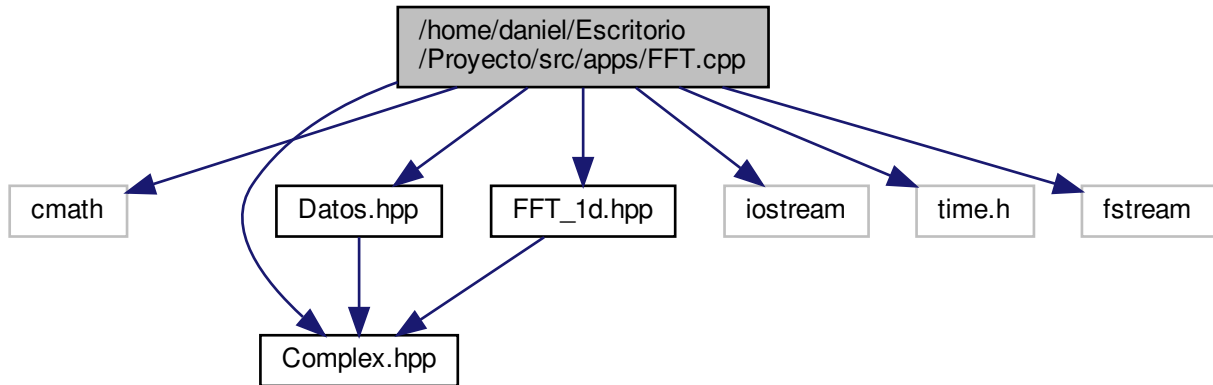 /home/daniel/Escritorio
/Proyecto/src/apps/FFT.cpp
cmath
Datos.hpp
FFT_1d.hpp
iostream
time.h
fstream
Complex.hpp